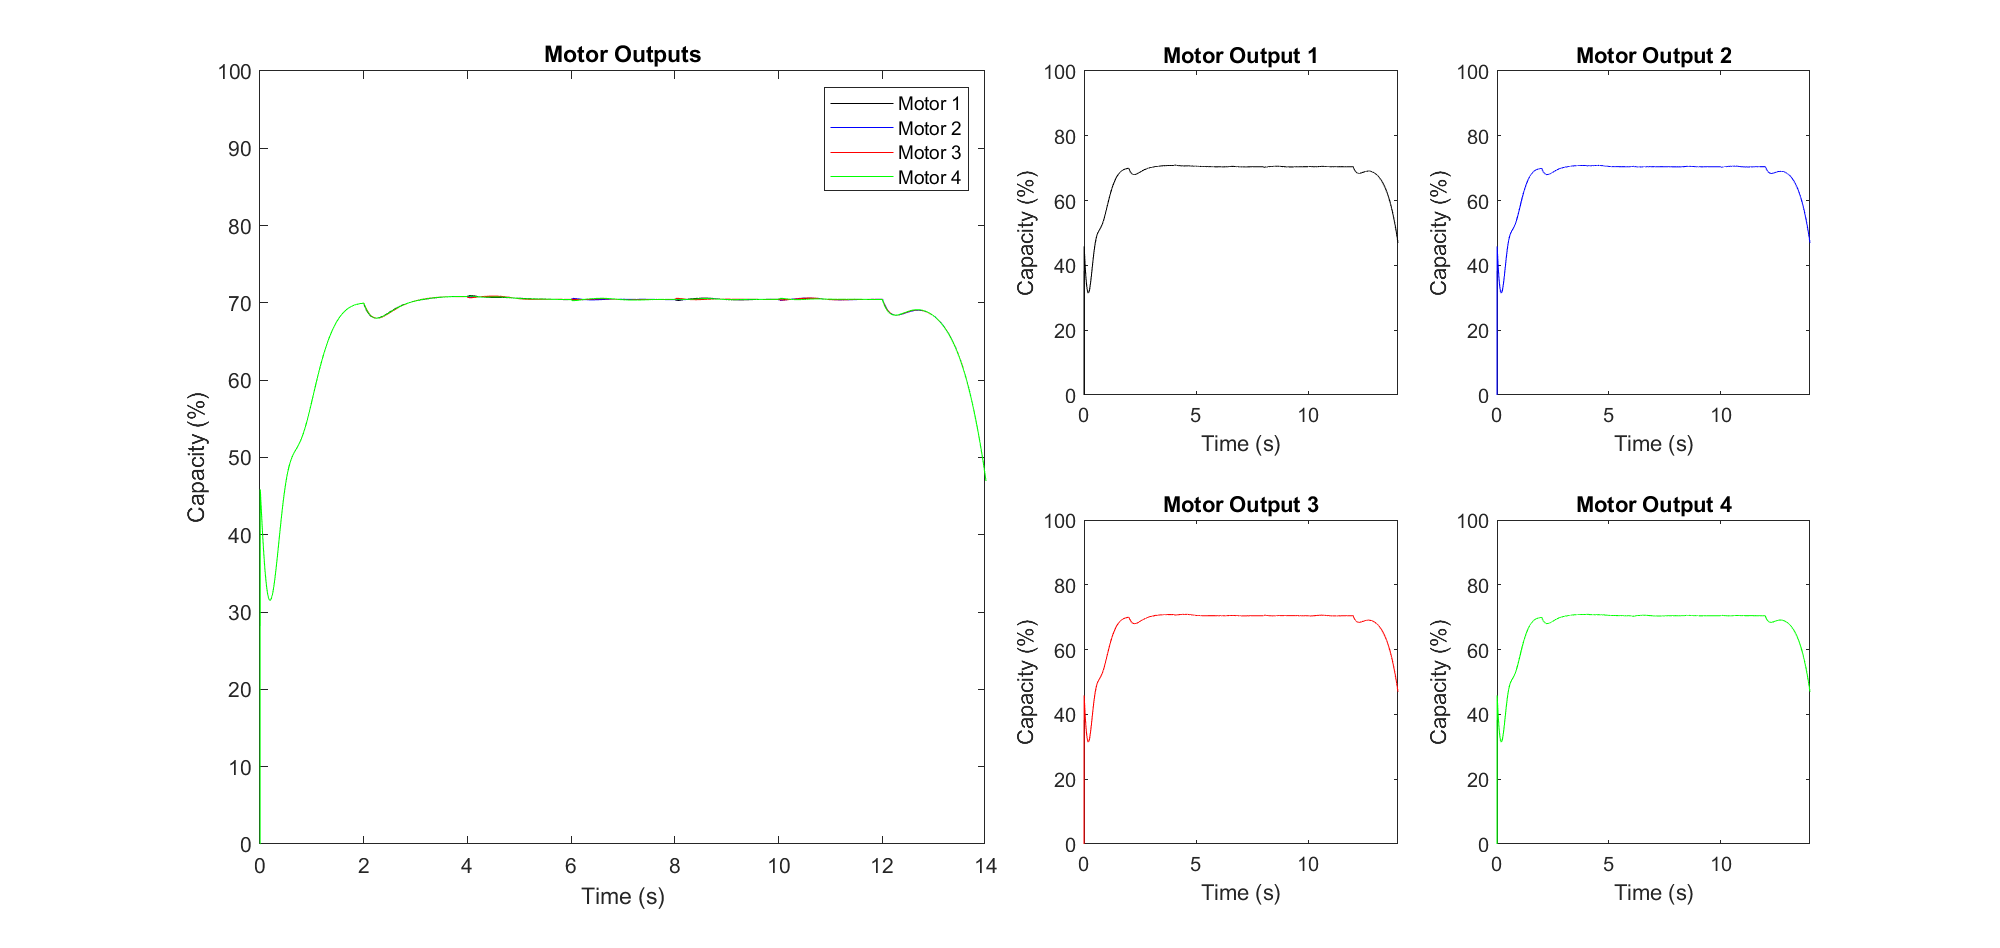 Motor Outputs
100
90
80
70
60
50
40
30
20
10
0
0 2 4 6 8 10 12 14
Capacity (%)
Time (s)
Motor 1
Motor 2
Motor 3
Motor 4
Motor Output 1
100
80
60
40
20
0
0 5 10
Capacity (%)
Time (s)
Motor Output 2
100
80
60
40
20
0
0 5 10
Capacity (%)
Time (s)
Motor Output 3
100
80
60
40
20
0
0 5 10
Capacity (%)
Time (s)
Motor Output 4
100
80
60
40
20
0
0 5 10
Capacity (%)
Time (s)